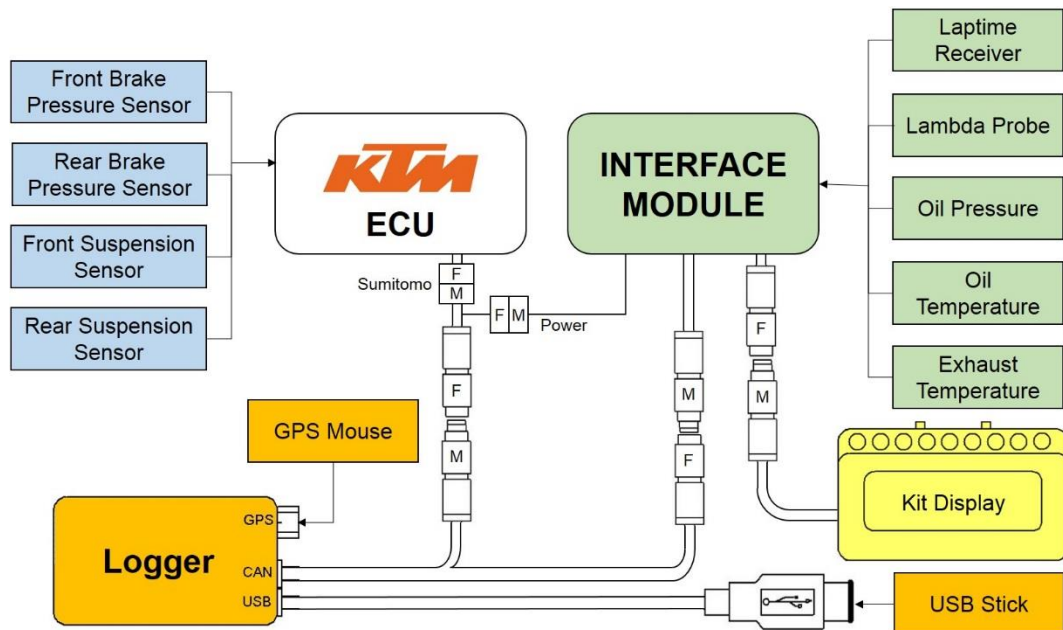 Front Brake
Pressure Sensor
Rear Brake
Pressure Sensor
Front Suspension
Sensor
Rear Suspension
Sensor
KTM
ECU
INTERFACE
MODULE
Laptime
Receiver
Lambda Probe
Oil Pressure
Oil
Temperature
Exhaust
Temperature
Sumitomo
F
M
F M
Power
F
M
M
F
F
M
GPS Mouse
Kit Display
GPS
Logger
CAN
USB
USB Stick